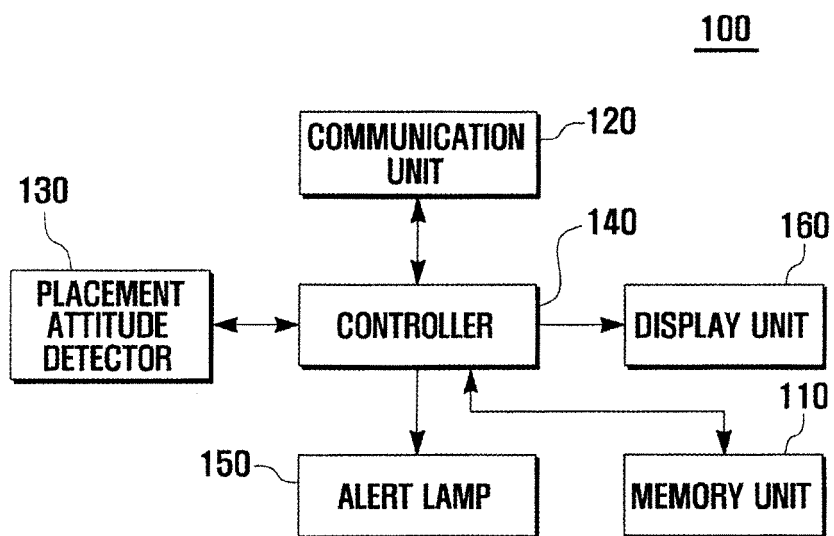 100
COMMUNICATION
UNIT
120
130
140
160
PLACEMENT
ATTITUDE
DETECTOR
CONTROLLER
DISPLAY UNIT
110
150
ALERT LAMP
MEMORY UNIT